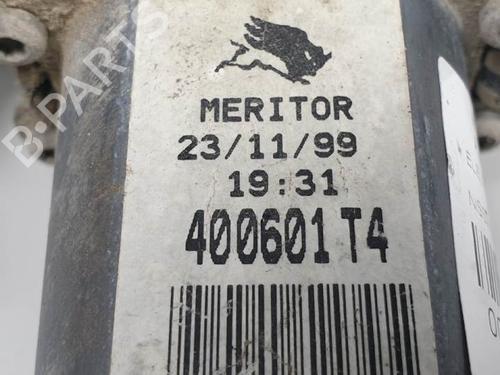 MERITOR
23/11/99
19:31
400601T4
B-PARTS